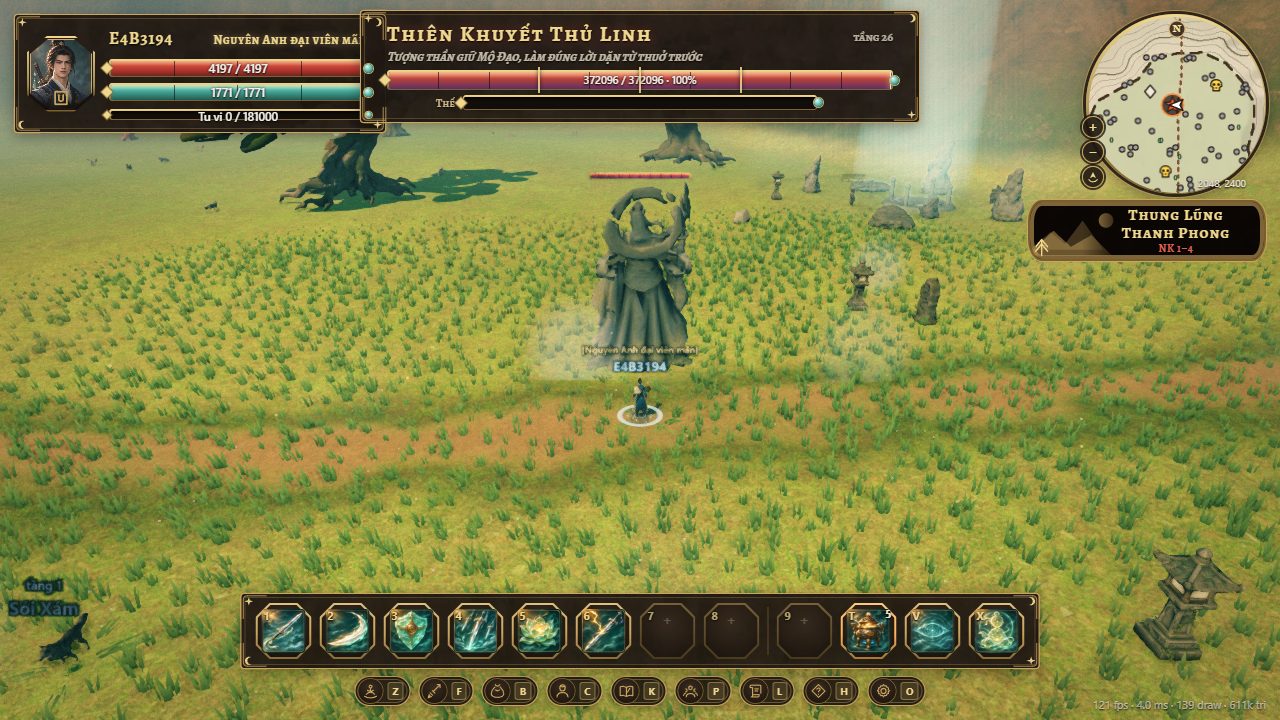 E4B3194
Nguyên Anh đại viên mã
4197 / 4197
1771 / 1771
Tu vi 0 / 181000
U
Thiên Khuyết Thủ Linh
Tầng 26
Tượng thần giữ Mộ Đạo, làm đúng lời dặn từ thuở trước
372096 / 372096 · 100%
Thế
N
+
−
2048, 2400
Thung Lũng
Thanh Phong
NK 1–4
[Nguyên Anh đại viên mãn]
E4B3194
tầng 1
Sói Xám
1 2 3 4 5 6 7 8 9 T 5 V X
Z F B C K P L H O
121 fps · 4.0 ms · 139 draw · 611k tri